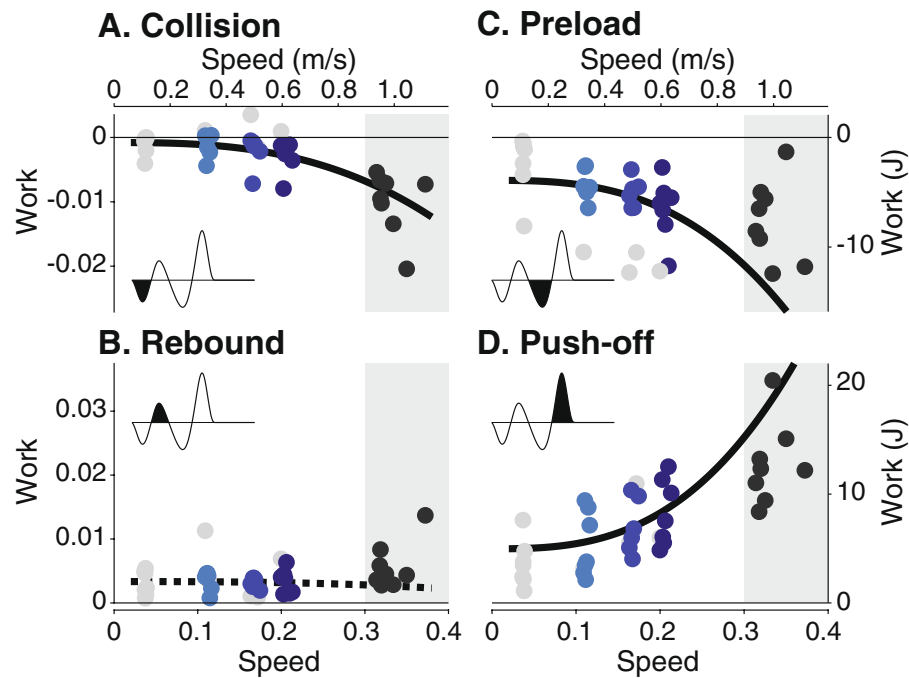 A. Collision
Speed (m/s)
0 0.2 0.4 0.6 0.8 1.0
Work
0
-0.01
-0.02
C. Preload
Speed (m/s)
0 0.2 0.4 0.6 0.8 1.0
0
-10
Work (J)
B. Rebound
Work
0.03
0.02
0.01
0
0 0.1 0.2 0.3 0.4
Speed
D. Push-off
20
10
0
Work (J)
0 0.1 0.2 0.3 0.4
Speed